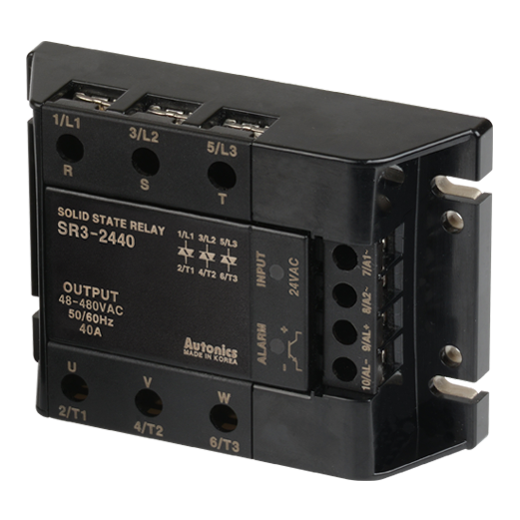 1/L1 3/L2 5/L3
R S T
SOLID STATE RELAY
SR3-2440
1/L1 3/L2 5/L3
2/T1 4/T2 6/T3
OUTPUT
48-480VAC
50/60Hz
40A
Autonics
MADE IN KOREA
INPUT
24VAC
ALARM
+
-
7/A1~
8/A2~
9/AL+
10/AL-
U V W
2/T1 4/T2 6/T3